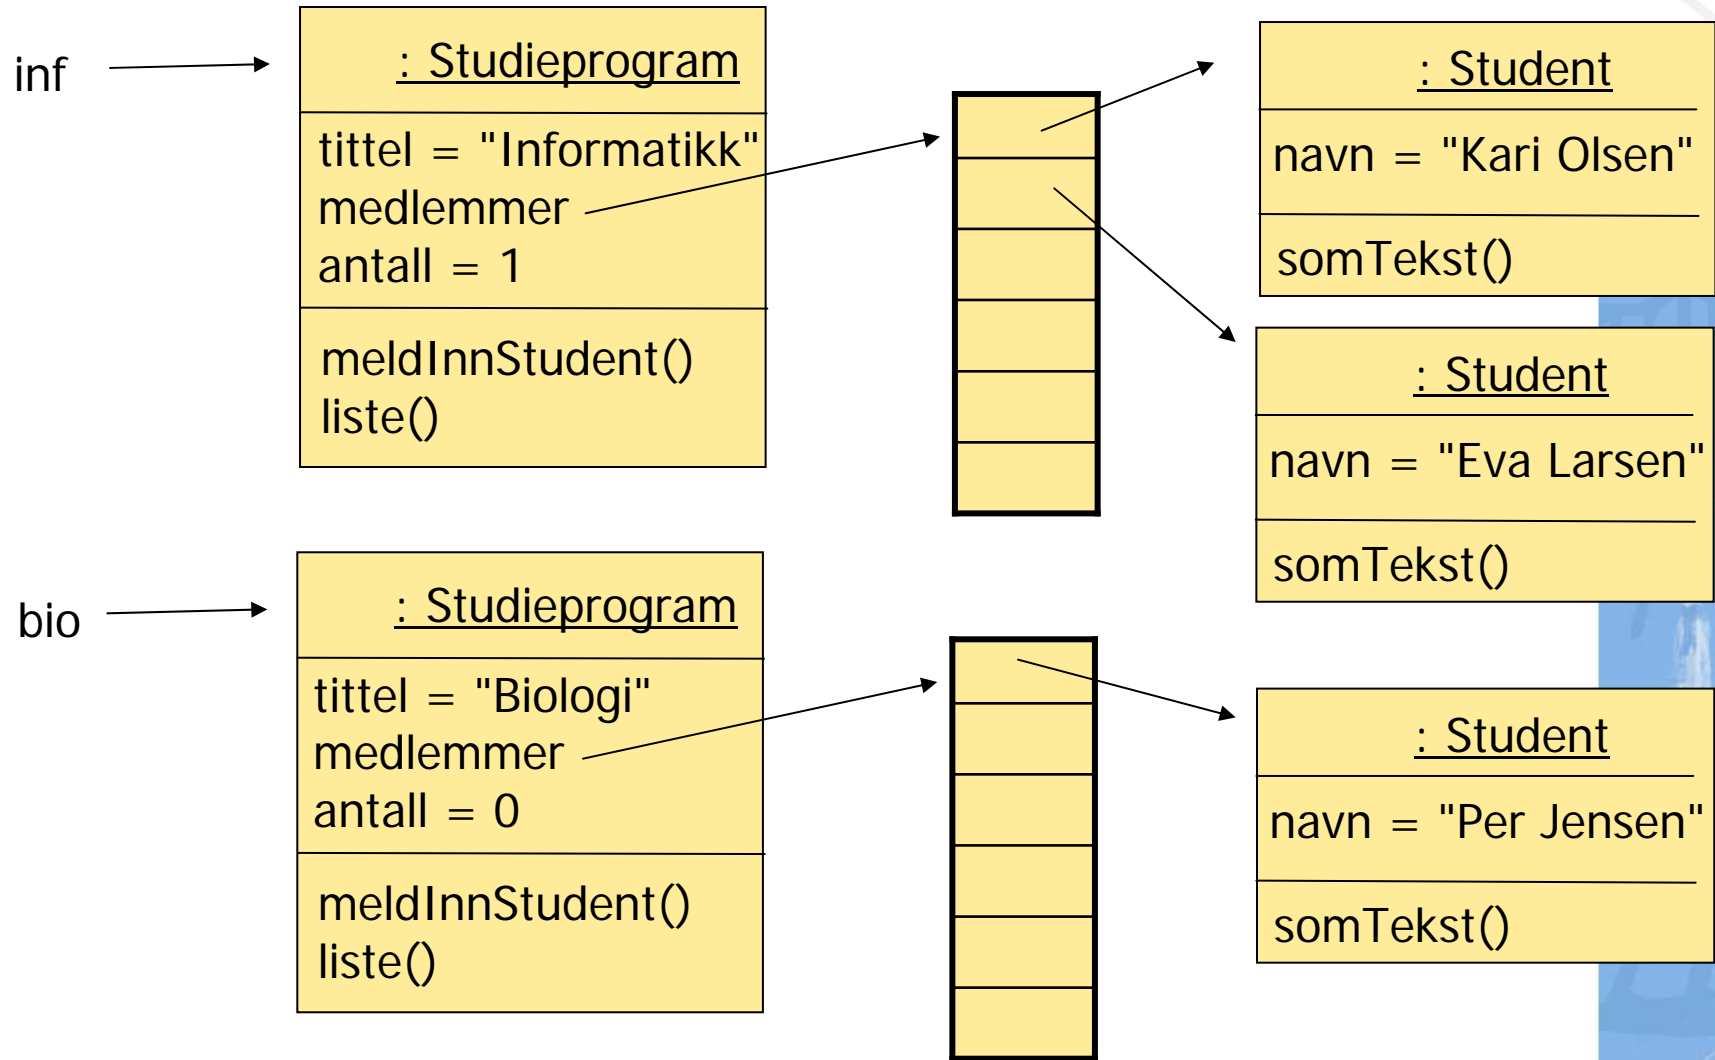 inf
: Studieprogram
tittel = "Informatikk"
medlemmer
antall = 1
meldInnStudent()
liste()
: Student
navn = "Kari Olsen"
somTekst()
: Student
navn = "Eva Larsen"
somTekst()
bio
: Studieprogram
tittel = "Biologi"
medlemmer
antall = 0
meldInnStudent()
liste()
: Student
navn = "Per Jensen"
somTekst()